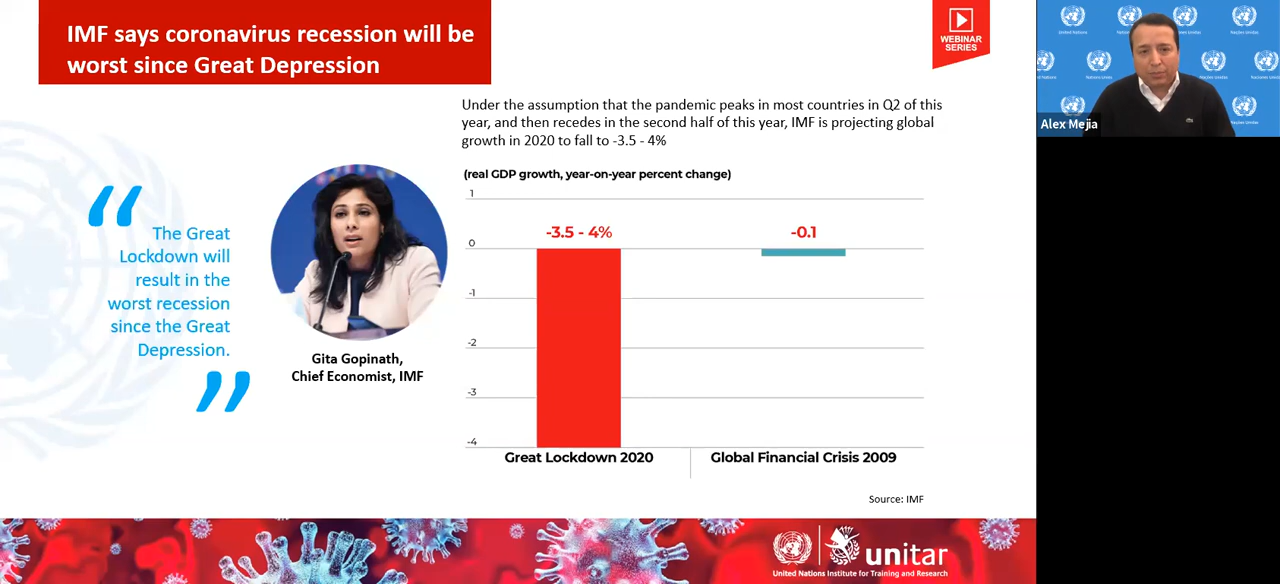 IMF says coronavirus recession will be
worst since Great Depression
WEBINAR
SERIES
Under the assumption that the pandemic peaks in most countries in Q2 of this
year, and then recedes in the second half of this year, IMF is projecting global
growth in 2020 to fall to -3.5 - 4%
“
The Great
Lockdown will
result in the
worst recession
since the Great
Depression.
”
Gita Gopinath,
Chief Economist, IMF
(real GDP growth, year-on-year percent change)
1
0
-1
-2
-3
-4
-3.5 - 4%
-0.1
Great Lockdown 2020
Global Financial Crisis 2009
Source: IMF
unitar
United Nations Institute for Training and Research
United Nations
Nações Unidas
Alex Mejia